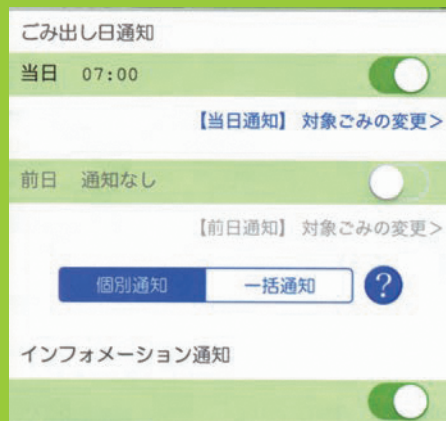 ごみ出し日通知
当日 07:00
【当日通知】 対象ごみの変更>
前日 通知なし
【前日通知】 対象ごみの変更>
個別通知 一括通知 ?
インフォメーション通知